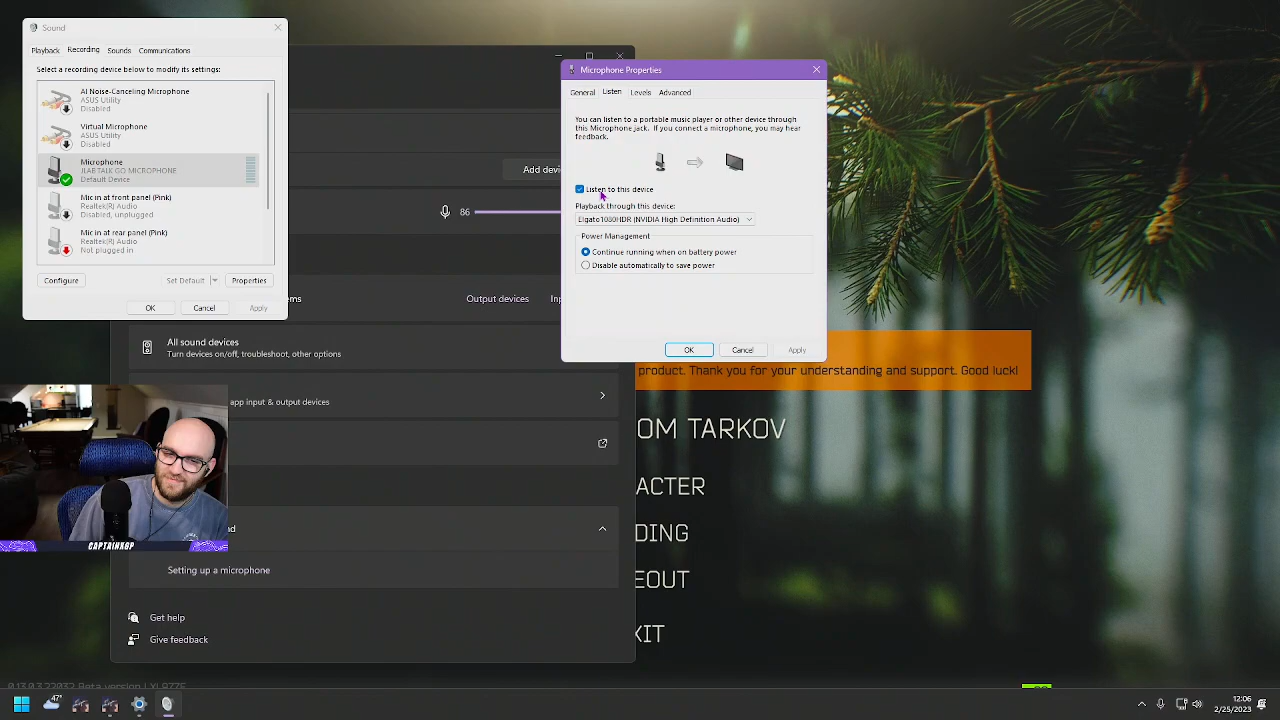 Sound
Playback
Recording
Sounds
Communications
Select a recording device below to modify its settings:
AI Noise-Canceling Microphone
ASUS Utility
Disabled
Virtual Microphone
ASUS Utility
Disabled
Microphone
JLAB TALK GO MICROPHONE
Default Device
Mic in at front panel (Pink)
Realtek(R) Audio
Disabled, unplugged
Mic in at rear panel (Pink)
Realtek(R) Audio
Not plugged in
Configure
Set Default
Properties
OK
Cancel
Apply
Microphone Properties
General
Listen
Levels
Advanced
You can listen to a portable music player or other device through
this Microphone jack. If you connect a microphone, you may hear
feedback.
Listen to this device
Playback through this device:
Elgato1080HDR (NVIDIA High Definition Audio)
Power Management
Continue running when on battery power
Disable automatically to save power
OK
Cancel
Apply
86
Output devices
All sound devices
Turn devices on/off, troubleshoot, other options
app input & output devices
Setting up a microphone
Get help
Give feedback
product. Thank you for your understanding and support. Good luck!
OM TARKOV
CAPTAINXGP
47°
12:06
2/25/2023